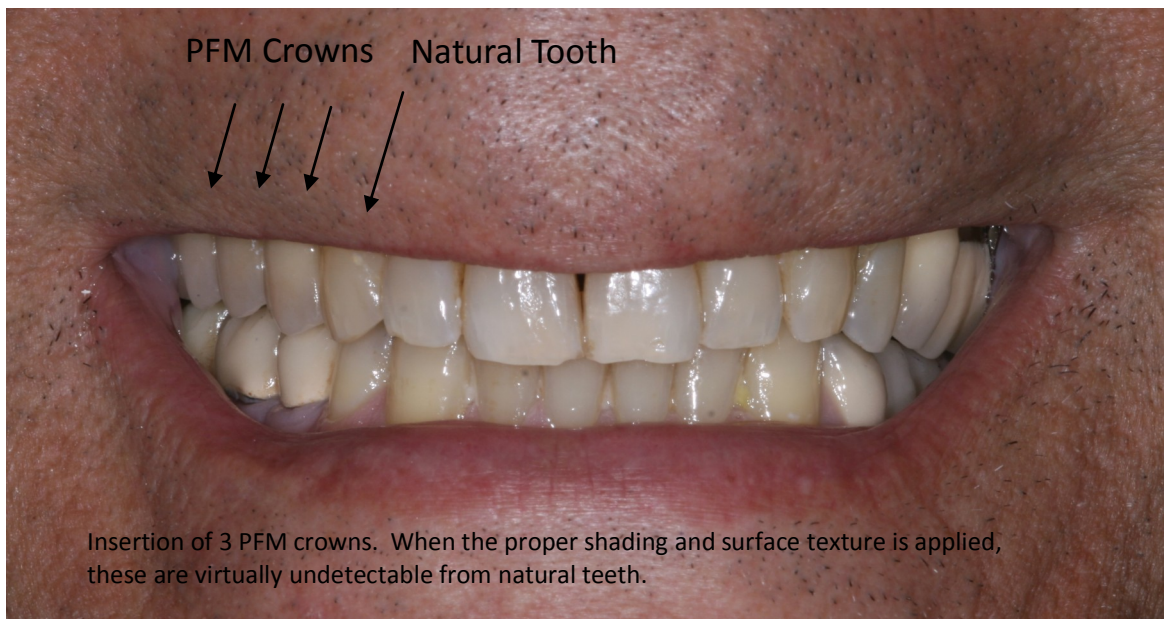 PFM Crowns Natural Tooth
Insertion of 3 PFM crowns.  When the proper shading and surface texture is applied,
these are virtually undetectable from natural teeth.